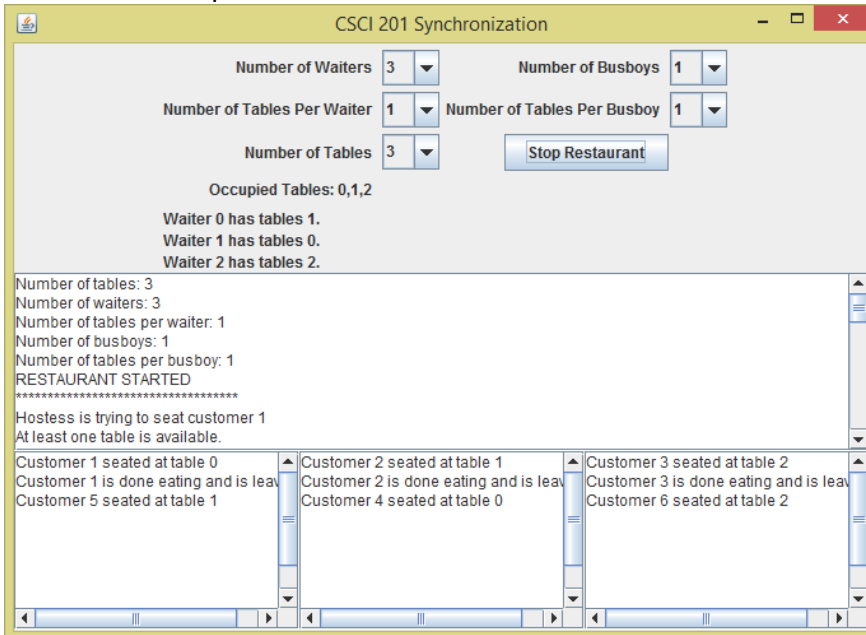 CSCI 201 Synchronization
Number of Waiters 3 Number of Busboys 1
Number of Tables Per Waiter 1 Number of Tables Per Busboy 1
Number of Tables 3 Stop Restaurant
Occupied Tables: 0,1,2
Waiter 0 has tables 1.
Waiter 1 has tables 0.
Waiter 2 has tables 2.
Number of tables: 3
Number of waiters: 3
Number of tables per waiter: 1
Number of busboys: 1
Number of tables per busboy: 1
RESTAURANT STARTED
***********************************
Hostess is trying to seat customer 1
At least one table is available.
Customer 1 seated at table 0
Customer 1 is done eating and is leav
Customer 5 seated at table 1
Customer 2 seated at table 1
Customer 2 is done eating and is leav
Customer 4 seated at table 0
Customer 3 seated at table 2
Customer 3 is done eating and is leav
Customer 6 seated at table 2